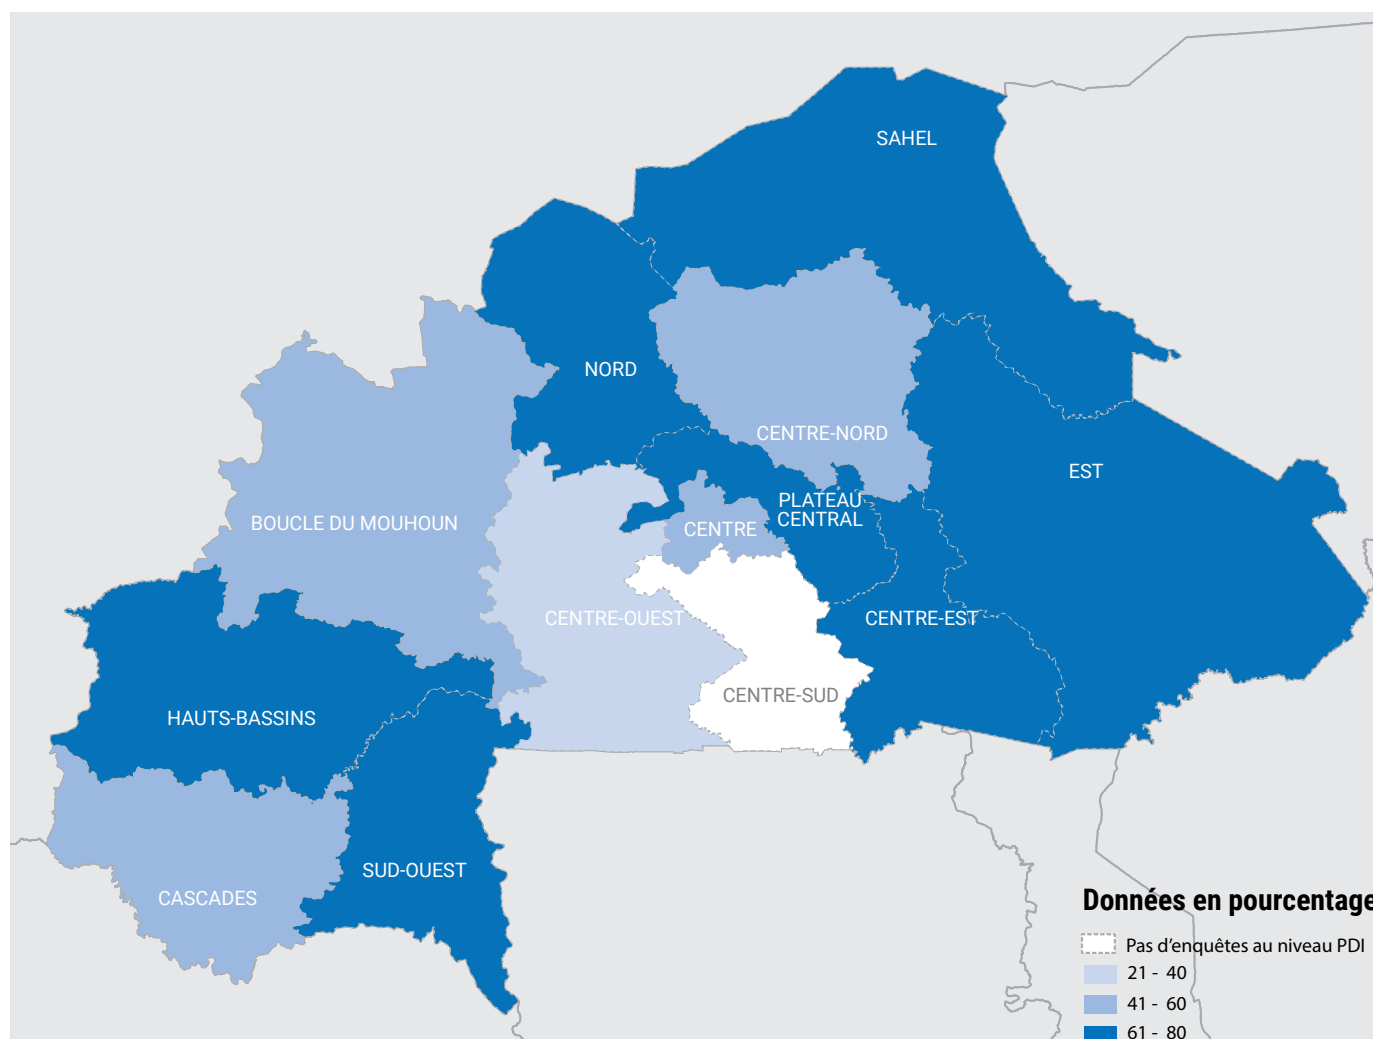 SAHEL
NORD
CENTRE-NORD
EST
PLATEAU
CENTRAL
BOUCLE DU MOUHOUN
CENTRE
CENTRE-OUEST
CENTRE-EST
CENTRE-SUD
HAUTS-BASSINS
SUD-OUEST
CASCADES
Données en pourcentage
Pas d'enquêtes au niveau PDI
21 - 40
41 - 60
61 - 80